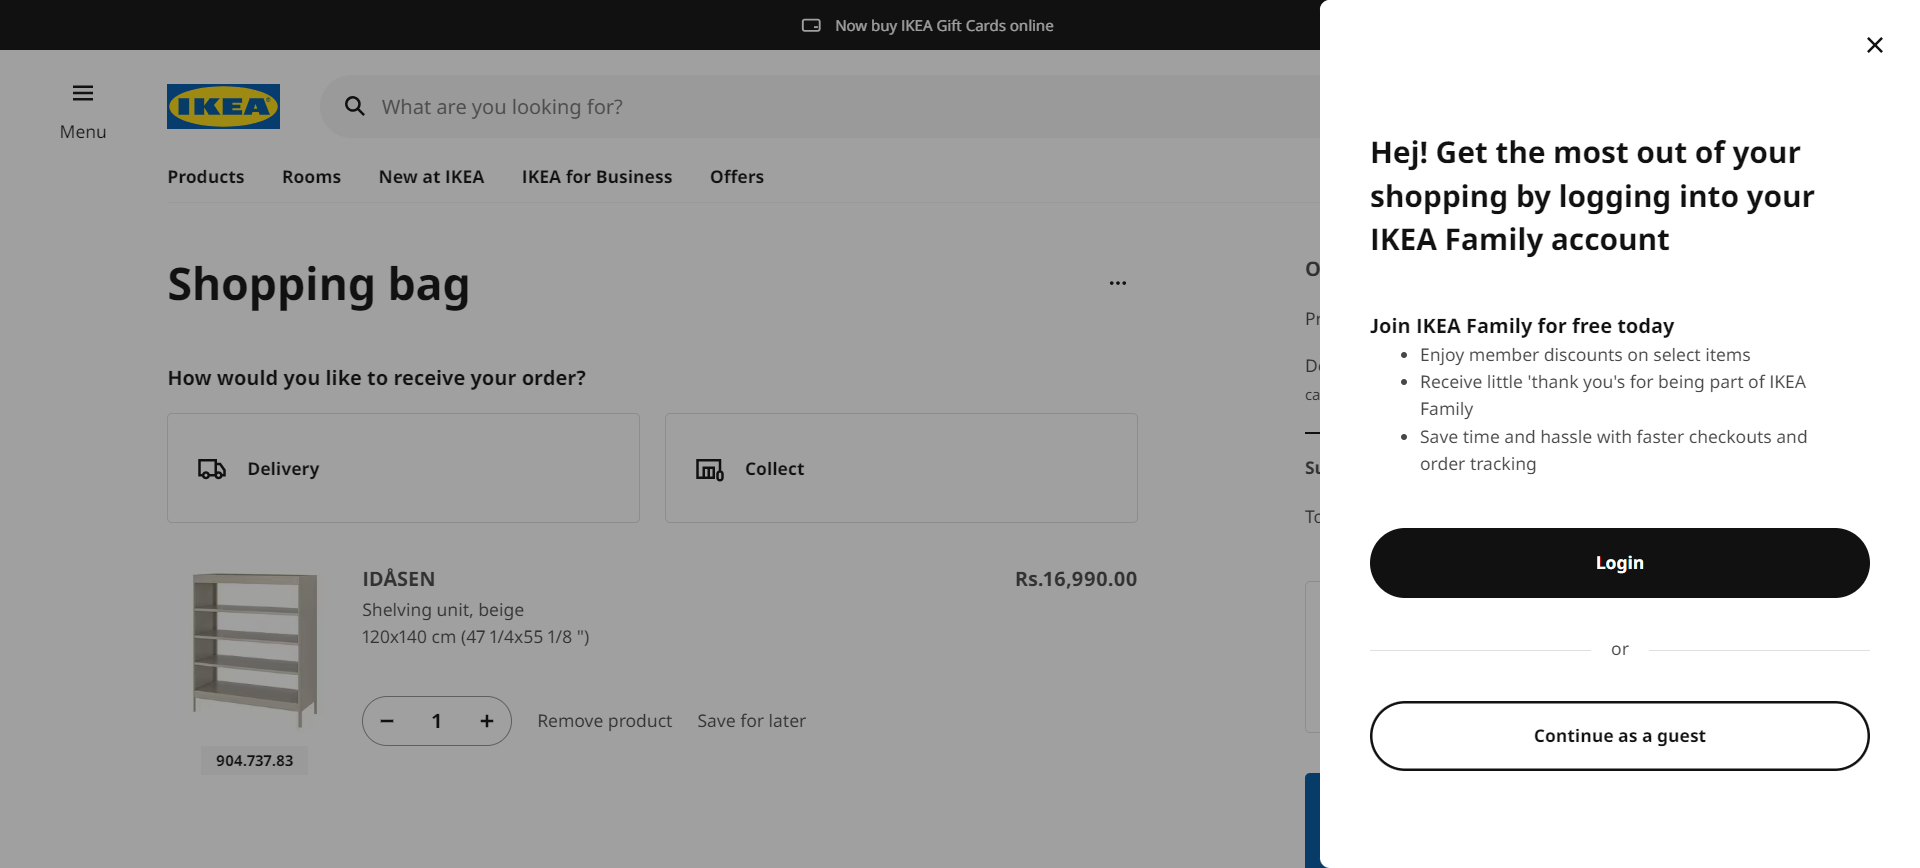 Now buy IKEA Gift Cards online
Menu
IKEA
What are you looking for?
Products Rooms New at IKEA IKEA for Business Offers
Shopping bag
How would you like to receive your order?
Delivery
Collect
IDÅSEN
Rs.16,990.00
Shelving unit, beige
120x140 cm (47 1/4x55 1/8 ")
1
Remove product Save for later
904.737.83
Hej! Get the most out of your
shopping by logging into your
IKEA Family account
Join IKEA Family for free today
• Enjoy member discounts on select items
• Receive little 'thank you's for being part of IKEA
Family
• Save time and hassle with faster checkouts and
order tracking
Login
or
Continue as a guest